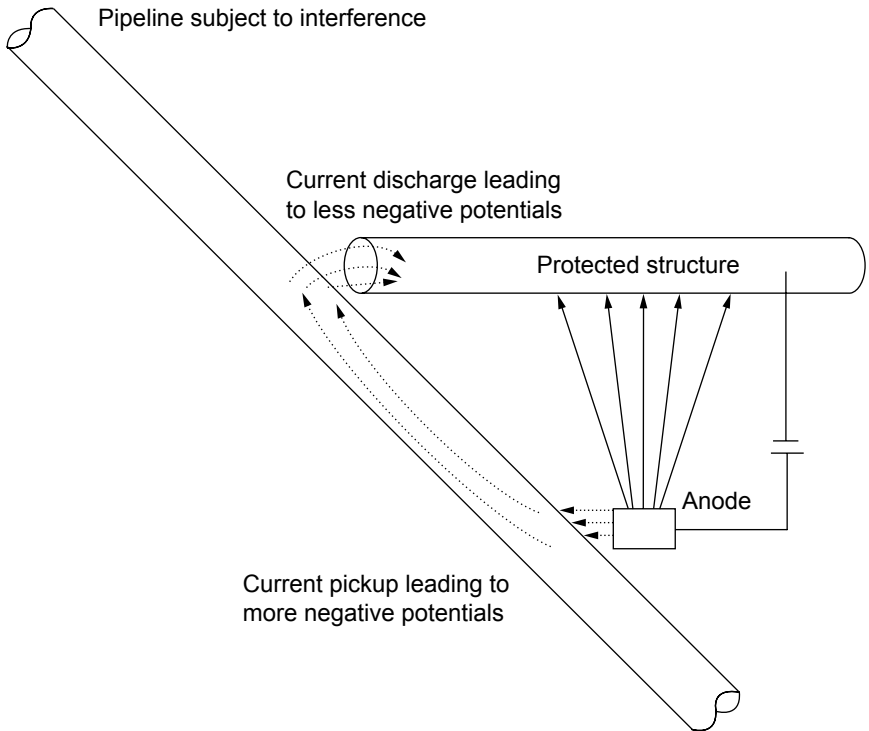 Pipeline subject to interference
Current discharge leading
to less negative potentials
Protected structure
Anode
Current pickup leading to
more negative potentials